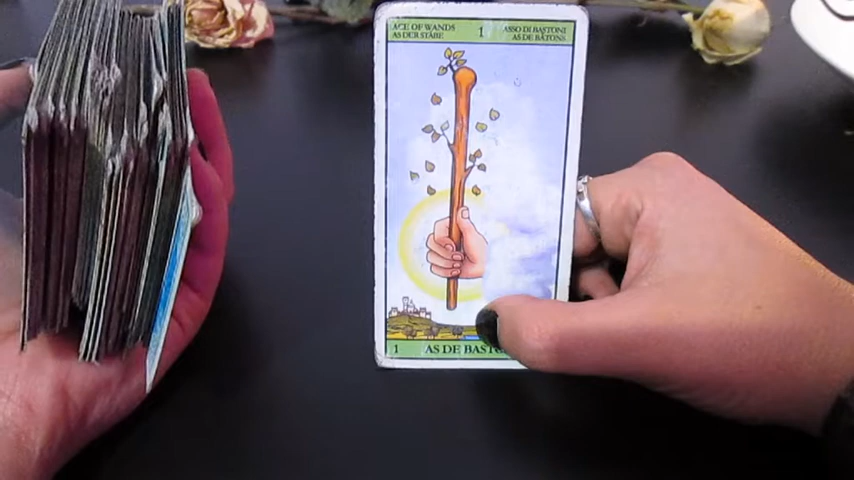 ACE OF WANDS 1 ASSO DI BASTONI
AS DER STÄBE AS DE BÂTONS
1 AS DE